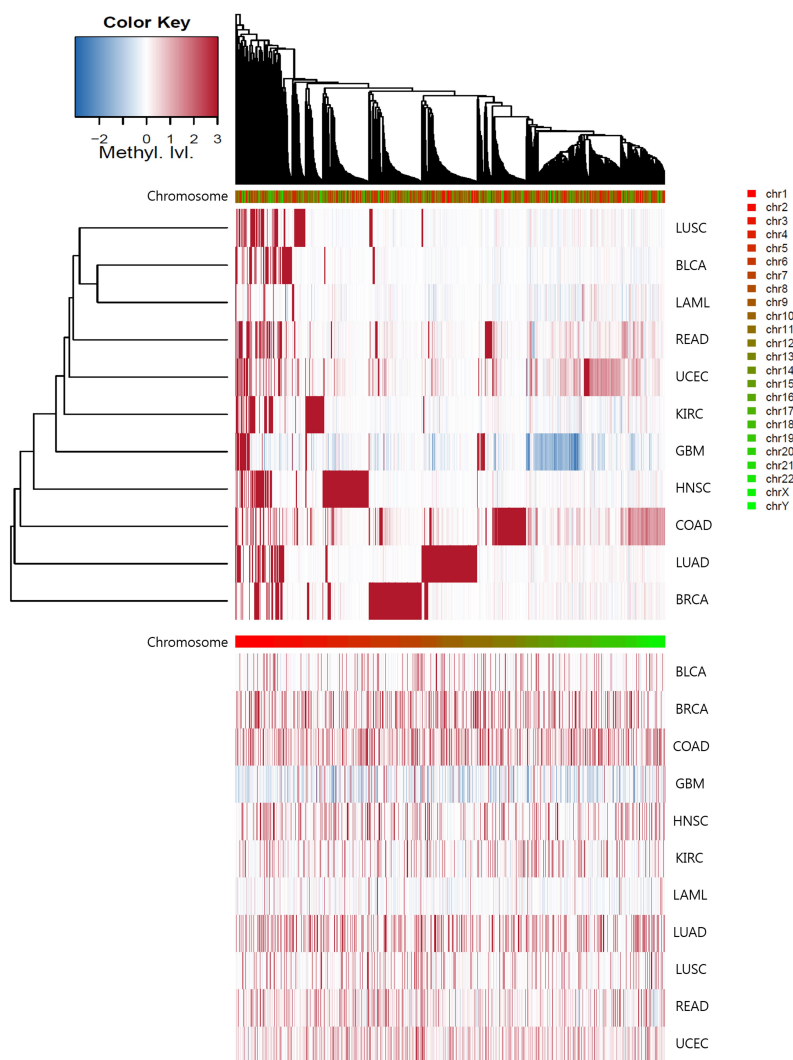 Color Key
−2 0 1 2 3
Methyl. lvl.
Chromosome
LUSC
BLCA
LAML
READ
UCEC
KIRC
GBM
HNSC
COAD
LUAD
BRCA
chr1
chr2
chr3
chr4
chr5
chr6
chr7
chr8
chr9
chr10
chr11
chr12
chr13
chr14
chr15
chr16
chr17
chr18
chr19
chr20
chr21
chr22
chrX
chrY
Chromosome
BLCA
BRCA
COAD
GBM
HNSC
KIRC
LAML
LUAD
LUSC
READ
UCEC